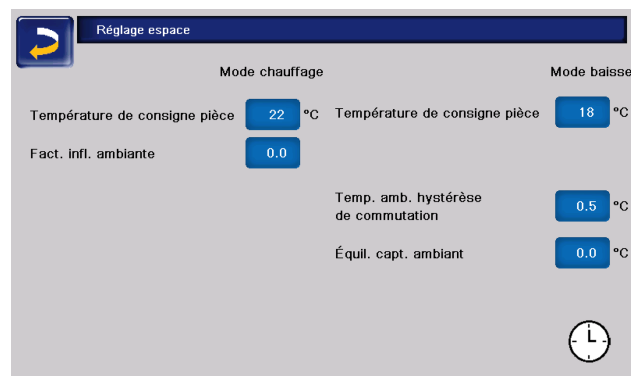 Réglage espace
Mode chauffage Mode baisse
Température de consigne pièce 22 °C Température de consigne pièce 18 °C
Fact. infl. ambiante 0.0
Temp. amb. hystérèse
de commutation 0.5 °C
Équil. capt. ambiant 0.0 °C